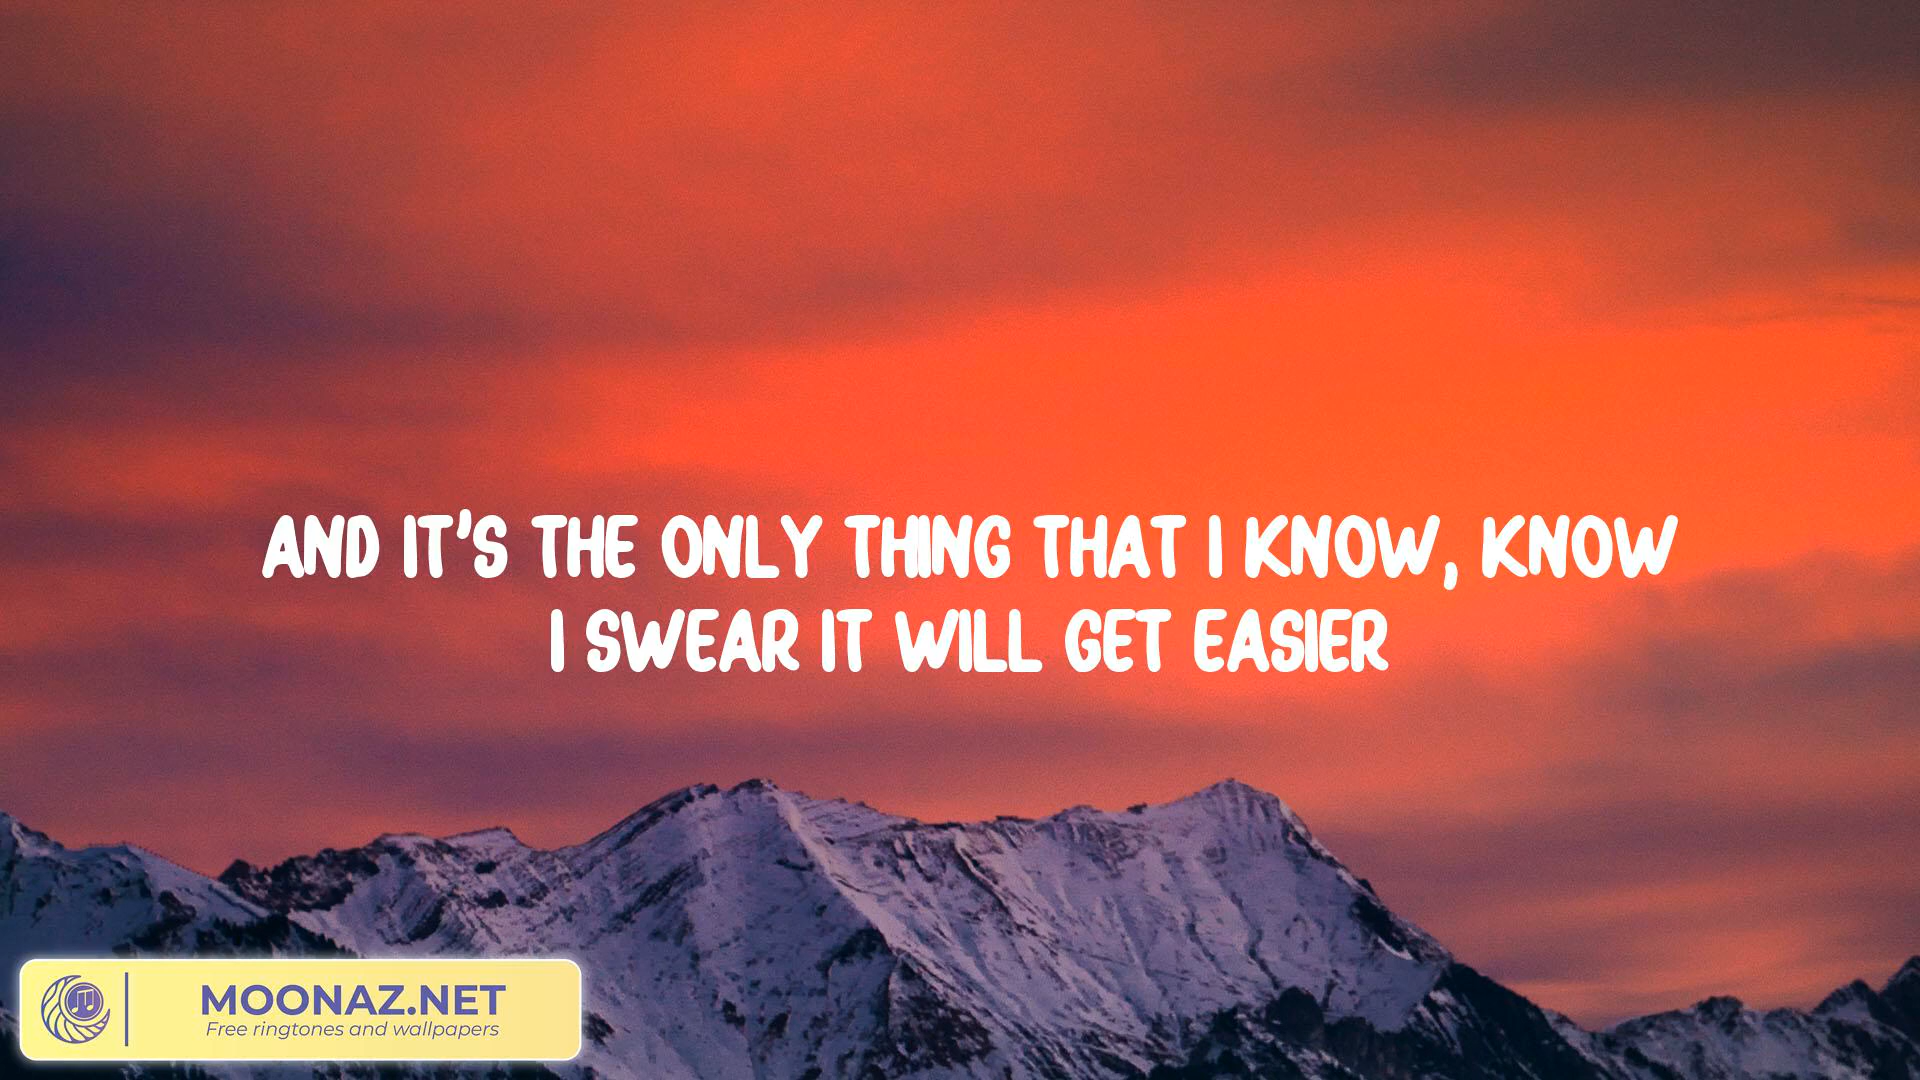 AND IT'S THE ONLY THING THAT I KNOW, KNOW
I SWEAR IT WILL GET EASIER
MOONAZ.NET
Free ringtones and wallpapers